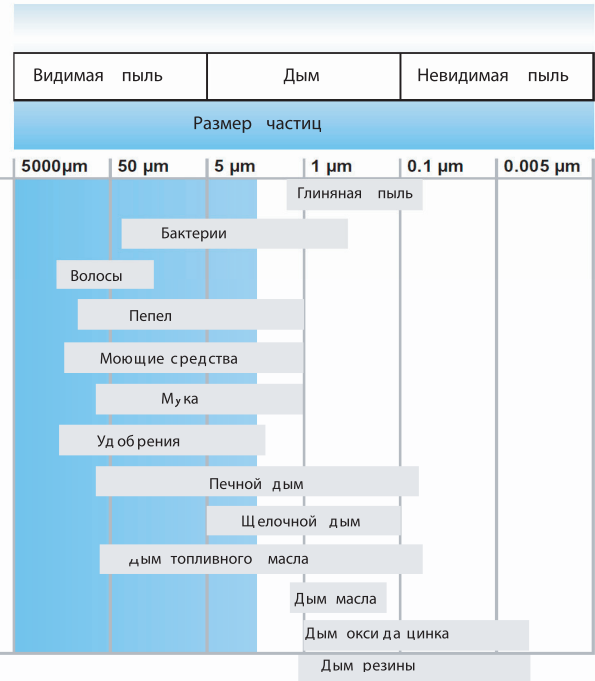 Видимая пыль Дым Невидимая пыль
Размер частиц
5000µm 50 µm 5 µm 1 µm 0.1 µm 0.005 µm
Глиняная пыль
Бактерии
Волосы
Пепел
Моющие средства
Мука
Удобрения
Печной дым
Щелочной дым
Дым топливного масла
Дым масла
Дым оксида цинка
Дым резины